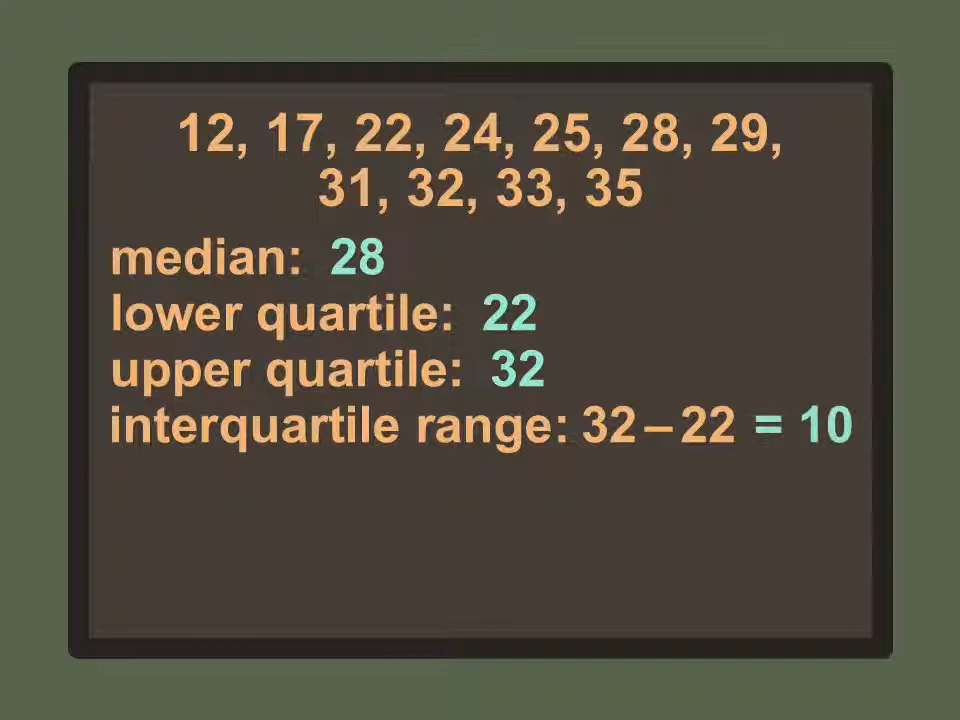 12, 17, 22, 24, 25, 28, 29,
31, 32, 33, 35
median: 28
lower quartile: 22
upper quartile: 32
interquartile range: 32 – 22 = 10